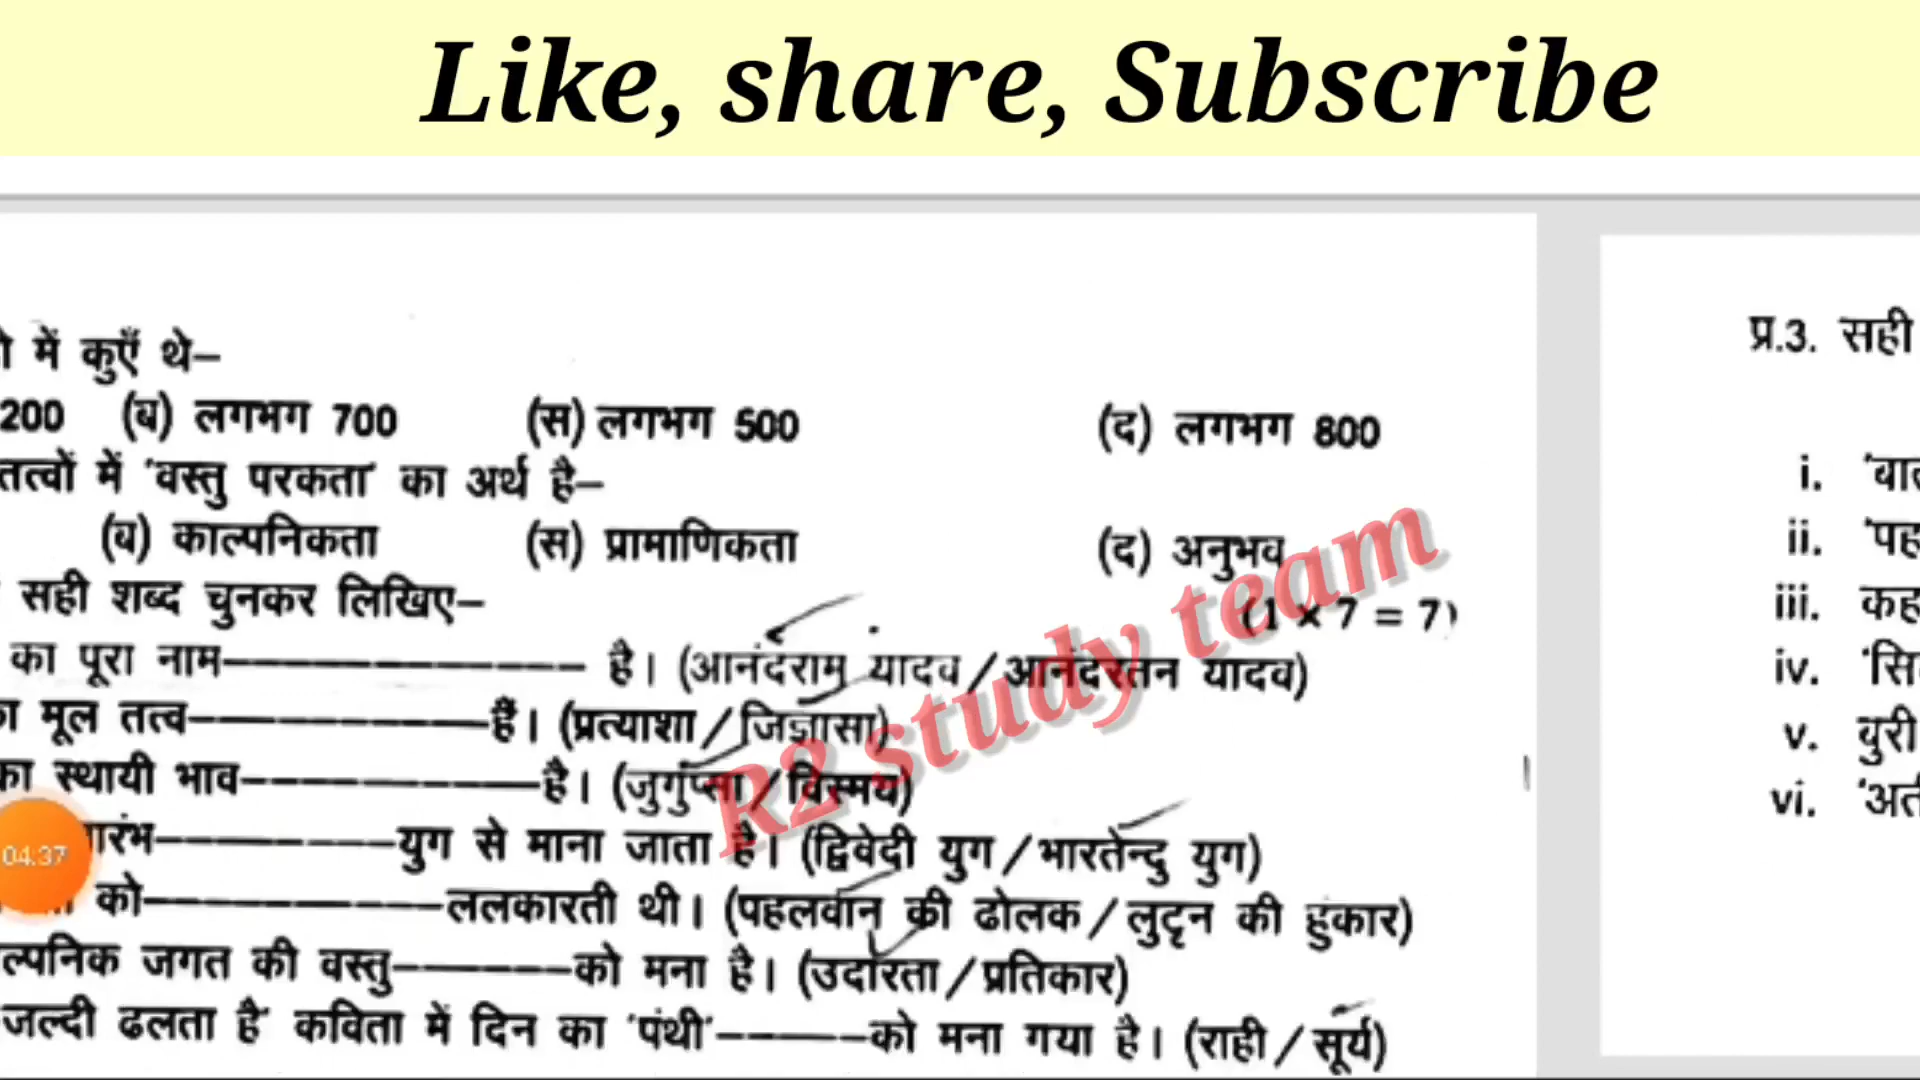 Like, share, Subscribe
में कुएँ थे–
200 (ब) लगभग 700 (स) लगभग 500 (द) लगभग 800
तत्वों में 'वस्तु परकता' का अर्थ है–
(ब) काल्पनिकता (स) प्रामाणिकता (द) अनुभव
सही शब्द चुनकर लिखिए– (1 x 7 = 7)
का पूरा नाम–––––––––––– है। (आनंदराम यादव / आनंदरतन यादव)
मूल तत्व––––––––––हैं। (प्रत्याशा / जिज्ञासा)
का स्थायी भाव––––––––––है। (जुगुप्सा / विस्मय)
––––––––युग से माना जाता है। (द्विवेदी युग / भारतेन्दु युग)
को––––––––––ललकारती थी। (पहलवान की ढोलक / लुट्टन की हुंकार)
जगत की वस्तु––––––को मना है। (उदारता / प्रतिकार)
जल्दी ढलता है' कविता में दिन का 'पंथी'–––––को मना गया है। (राही / सूर्य)
R2 study team
04:37
प्र.3. सही
i.
ii.
iii.
iv.
v. बुरी
vi.